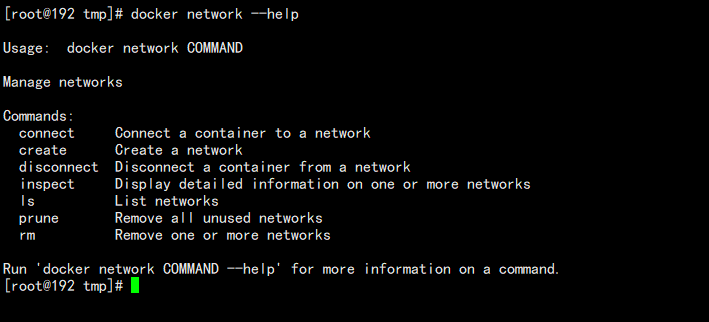 [root@192 tmp]# docker network --help
Usage:  docker network COMMAND
Manage networks
Commands:
  connect     Connect a container to a network
  create      Create a network
  disconnect  Disconnect a container from a network
  inspect     Display detailed information on one or more networks
  ls          List networks
  prune       Remove all unused networks
  rm          Remove one or more networks
Run 'docker network COMMAND --help' for more information on a command.
[root@192 tmp]#